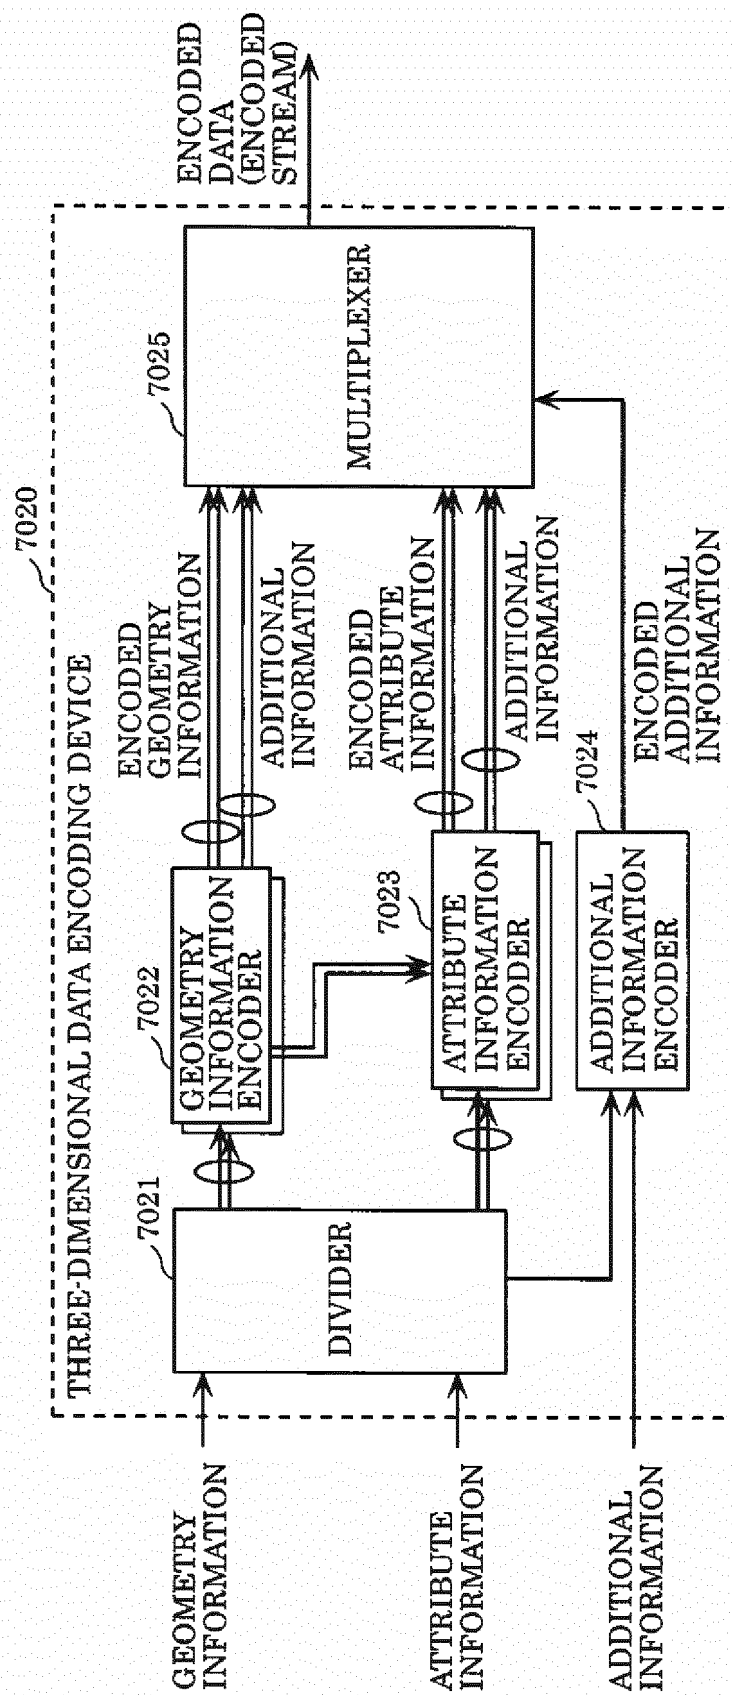 7020
THREE-DIMENSIONAL DATA ENCODING DEVICE
GEOMETRY
INFORMATION
ATTRIBUTE
INFORMATION
ADDITIONAL
INFORMATION
7021
DIVIDER
7022
GEOMETRY
INFORMATION
ENCODER
7023
ATTRIBUTE
INFORMATION
ENCODER
7024
ADDITIONAL
INFORMATION
ENCODER
ENCODED
GEOMETRY
INFORMATION
ADDITIONAL
INFORMATION
ENCODED
ATTRIBUTE
INFORMATION
ADDITIONAL
INFORMATION
ENCODED
ADDITIONAL
INFORMATION
7025
MULTIPLEXER
ENCODED
DATA
(ENCODED
STREAM)